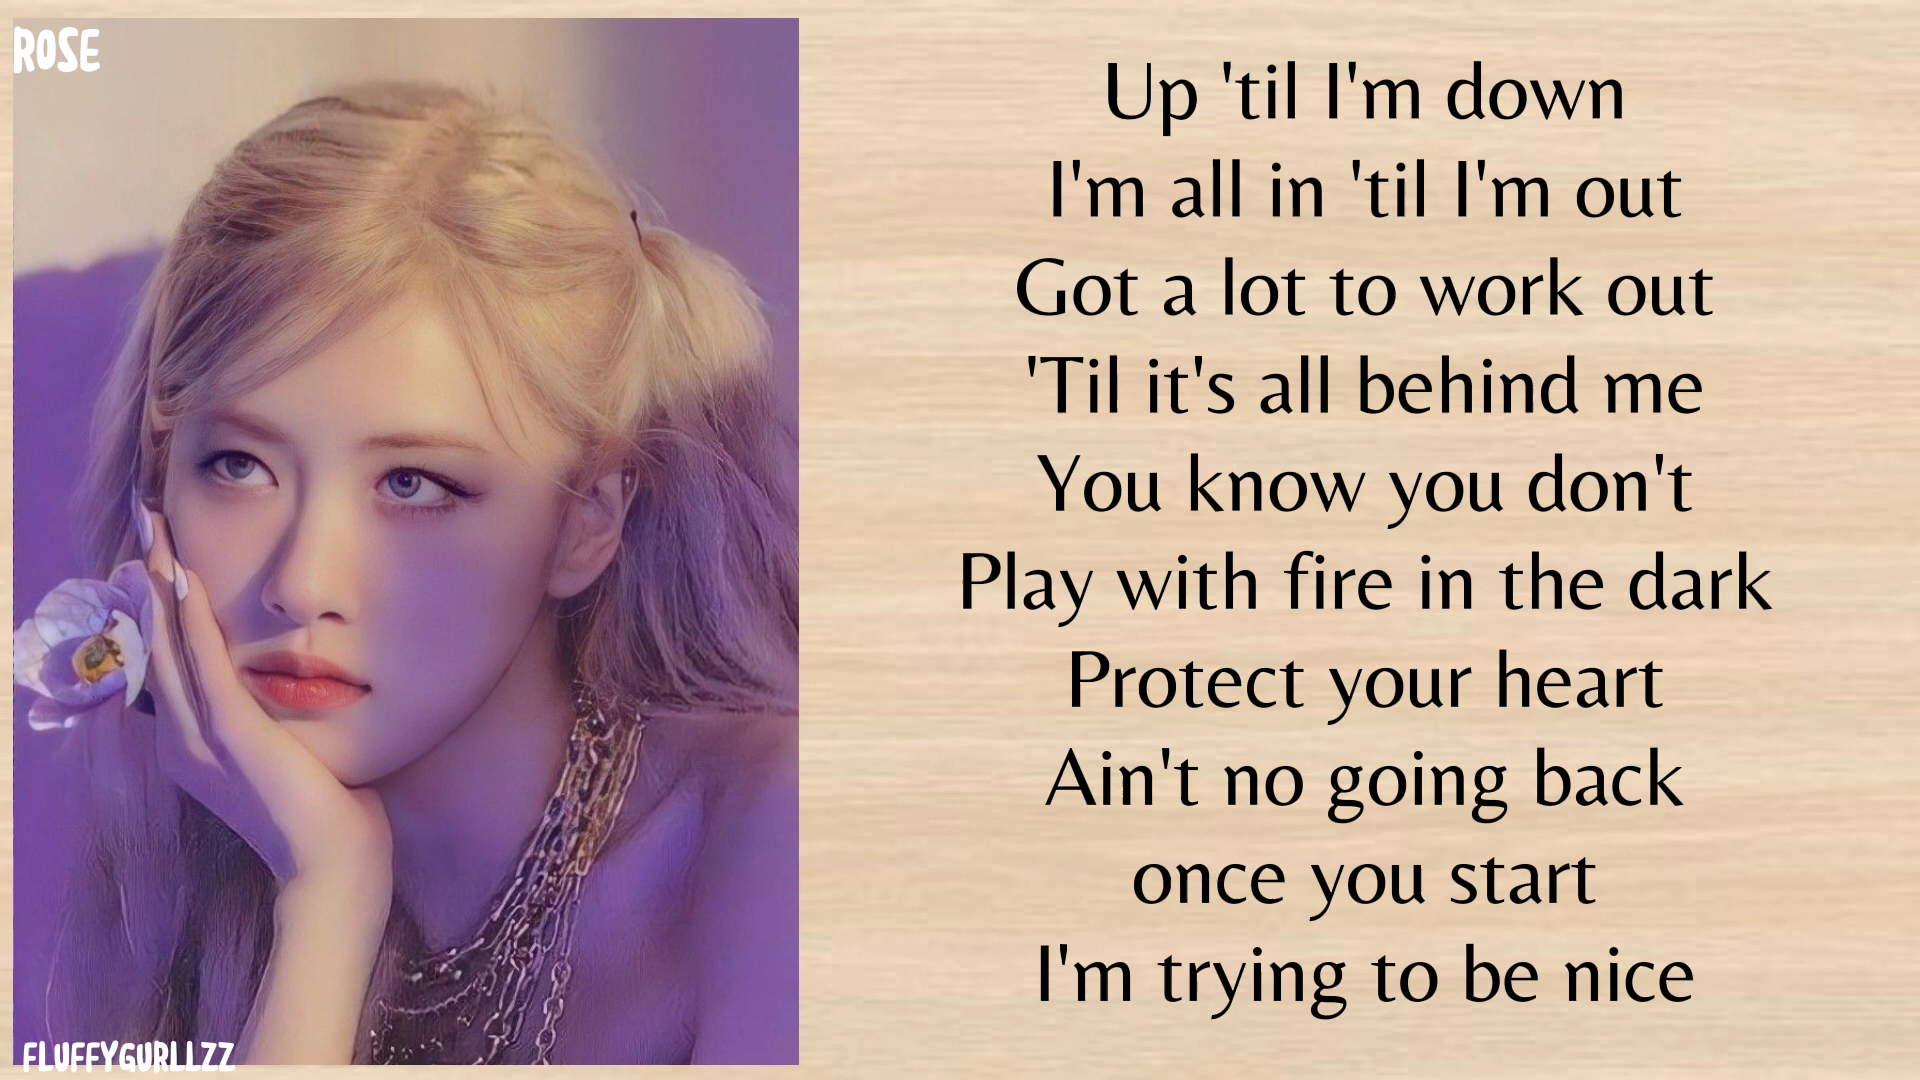 ROSE
Up 'til I'm down
I'm all in 'til I'm out
Got a lot to work out
'Til it's all behind me
You know you don't
Play with fire in the dark
Protect your heart
Ain't no going back
once you start
I'm trying to be nice
FLUFFYGURLLZZ